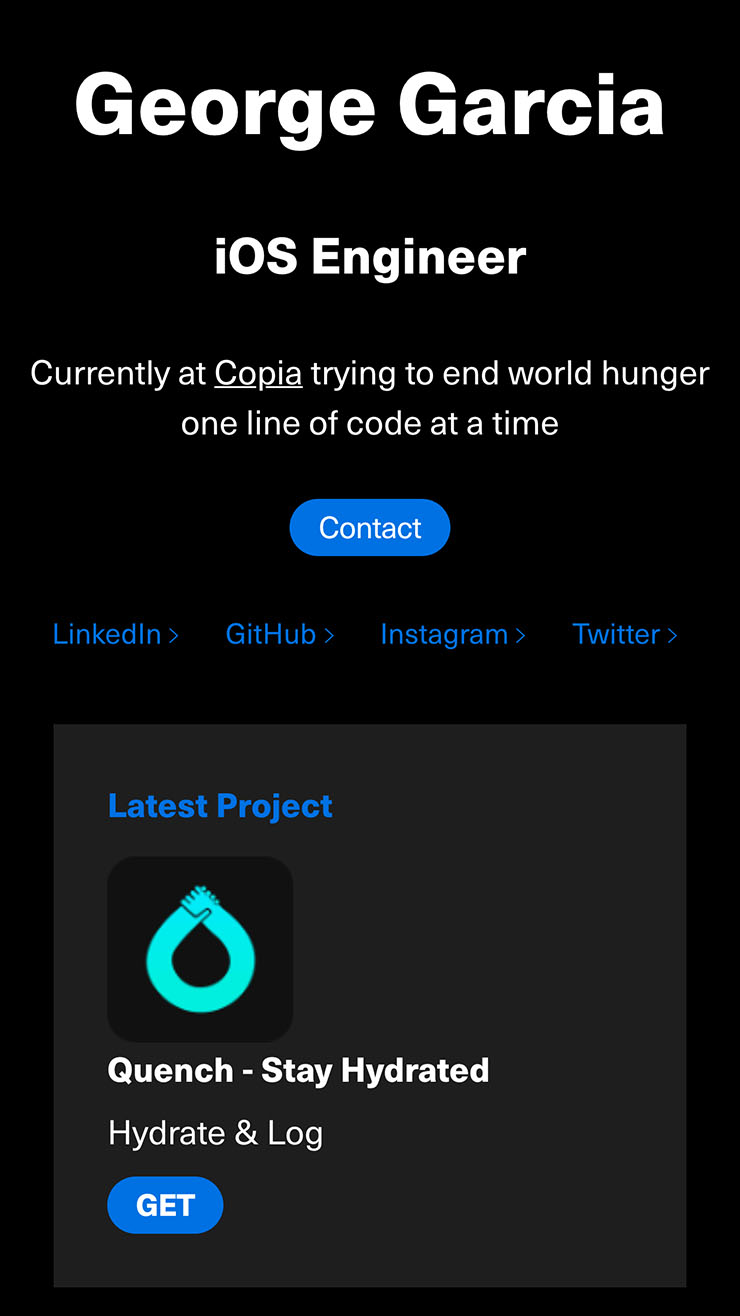 George Garcia
iOS Engineer
Currently at Copia trying to end world hunger
one line of code at a time
Contact
LinkedIn > GitHub > Instagram > Twitter >
Latest Project
Quench - Stay Hydrated
Hydrate & Log
GET